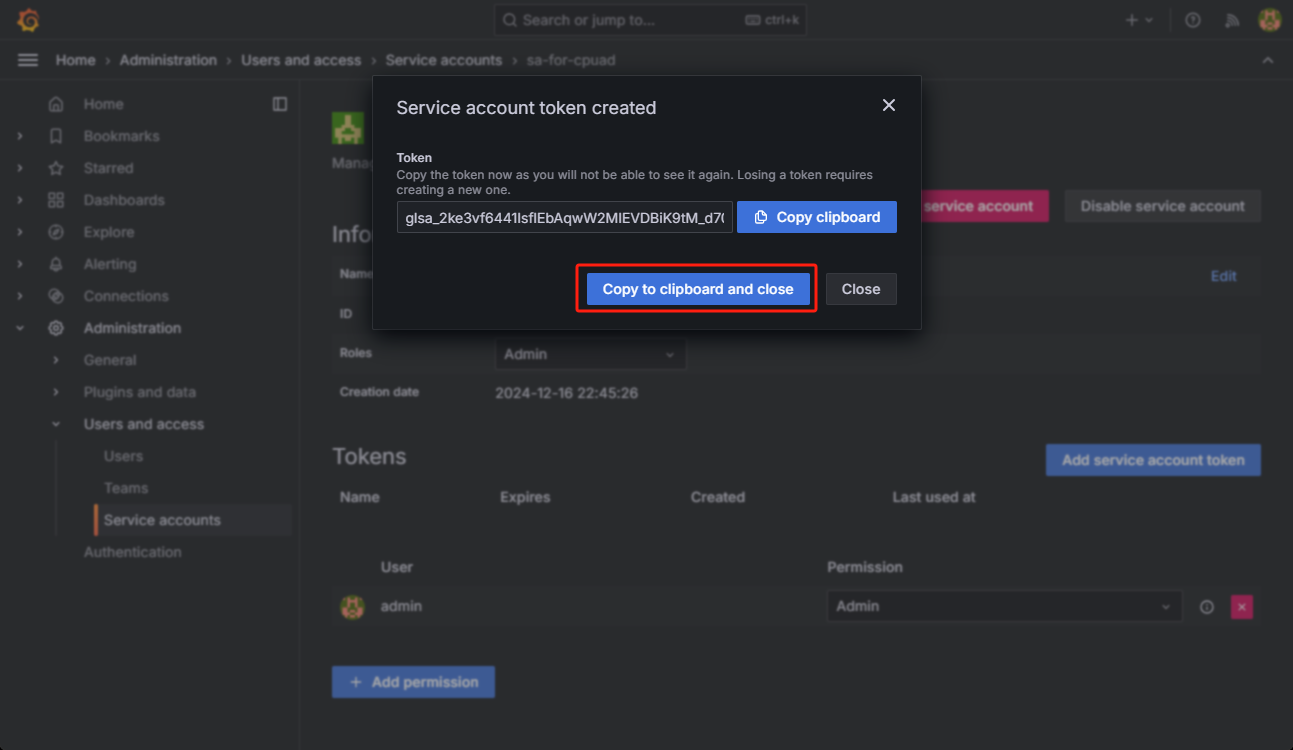 Search or jump to... ctrl+k
Home › Administration › Users and access › Service accounts › sa-for-cpuad
Home
Bookmarks
Starred
Dashboards
Explore
Alerting
Connections
Administration
General
Plugins and data
Users and access
Users
Teams
Service accounts
Authentication
Service account token created
Token
Copy the token now as you will not be able to see it again. Losing a token requires
creating a new one.
Copy clipboard
Copy to clipboard and close Close
service account Disable service account
Name Edit
ID
Roles Admin
Creation date 2024-12-16 22:45:26
Tokens Add service account token
Name Expires Created Last used at
User Permission
admin Admin
Add permission